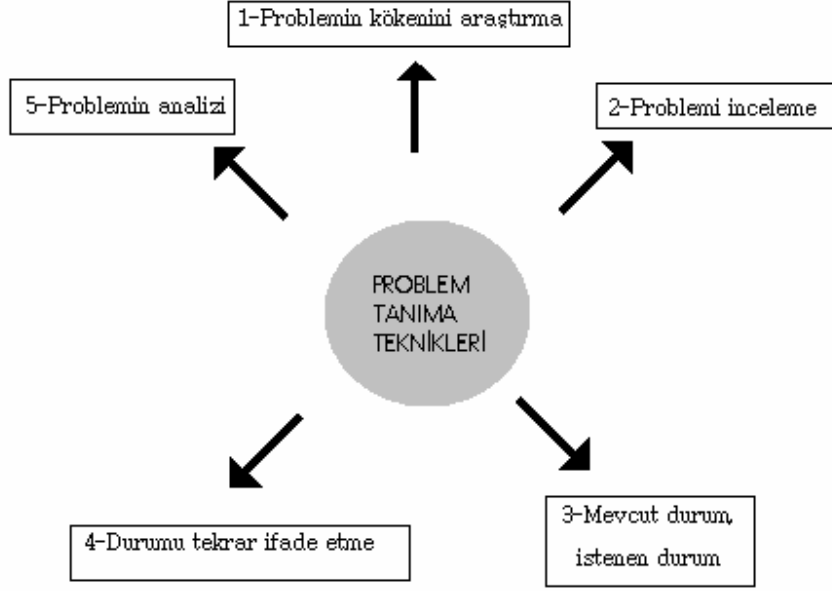 1-Problemin kökenini araştırma
5-Problemin analizi
2-Problemi inceleme
PROBLEM
TANIMA
TEKNİKLERİ
4-Durumu tekrar ifade etme
3-Mevcut durum,
istenen durum